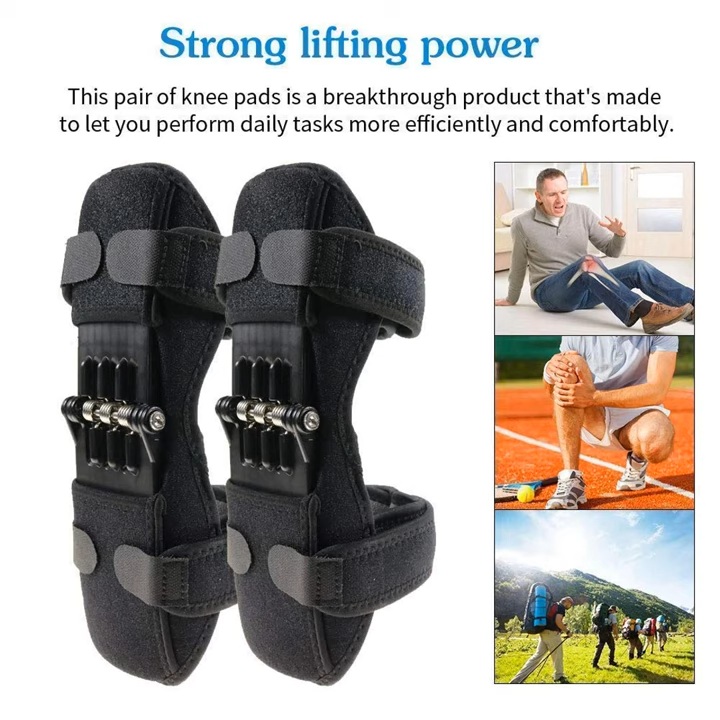 Strong lifting power
This pair of knee pads is a breakthrough product that's made
to let you perform daily tasks more efficiently and comfortably.